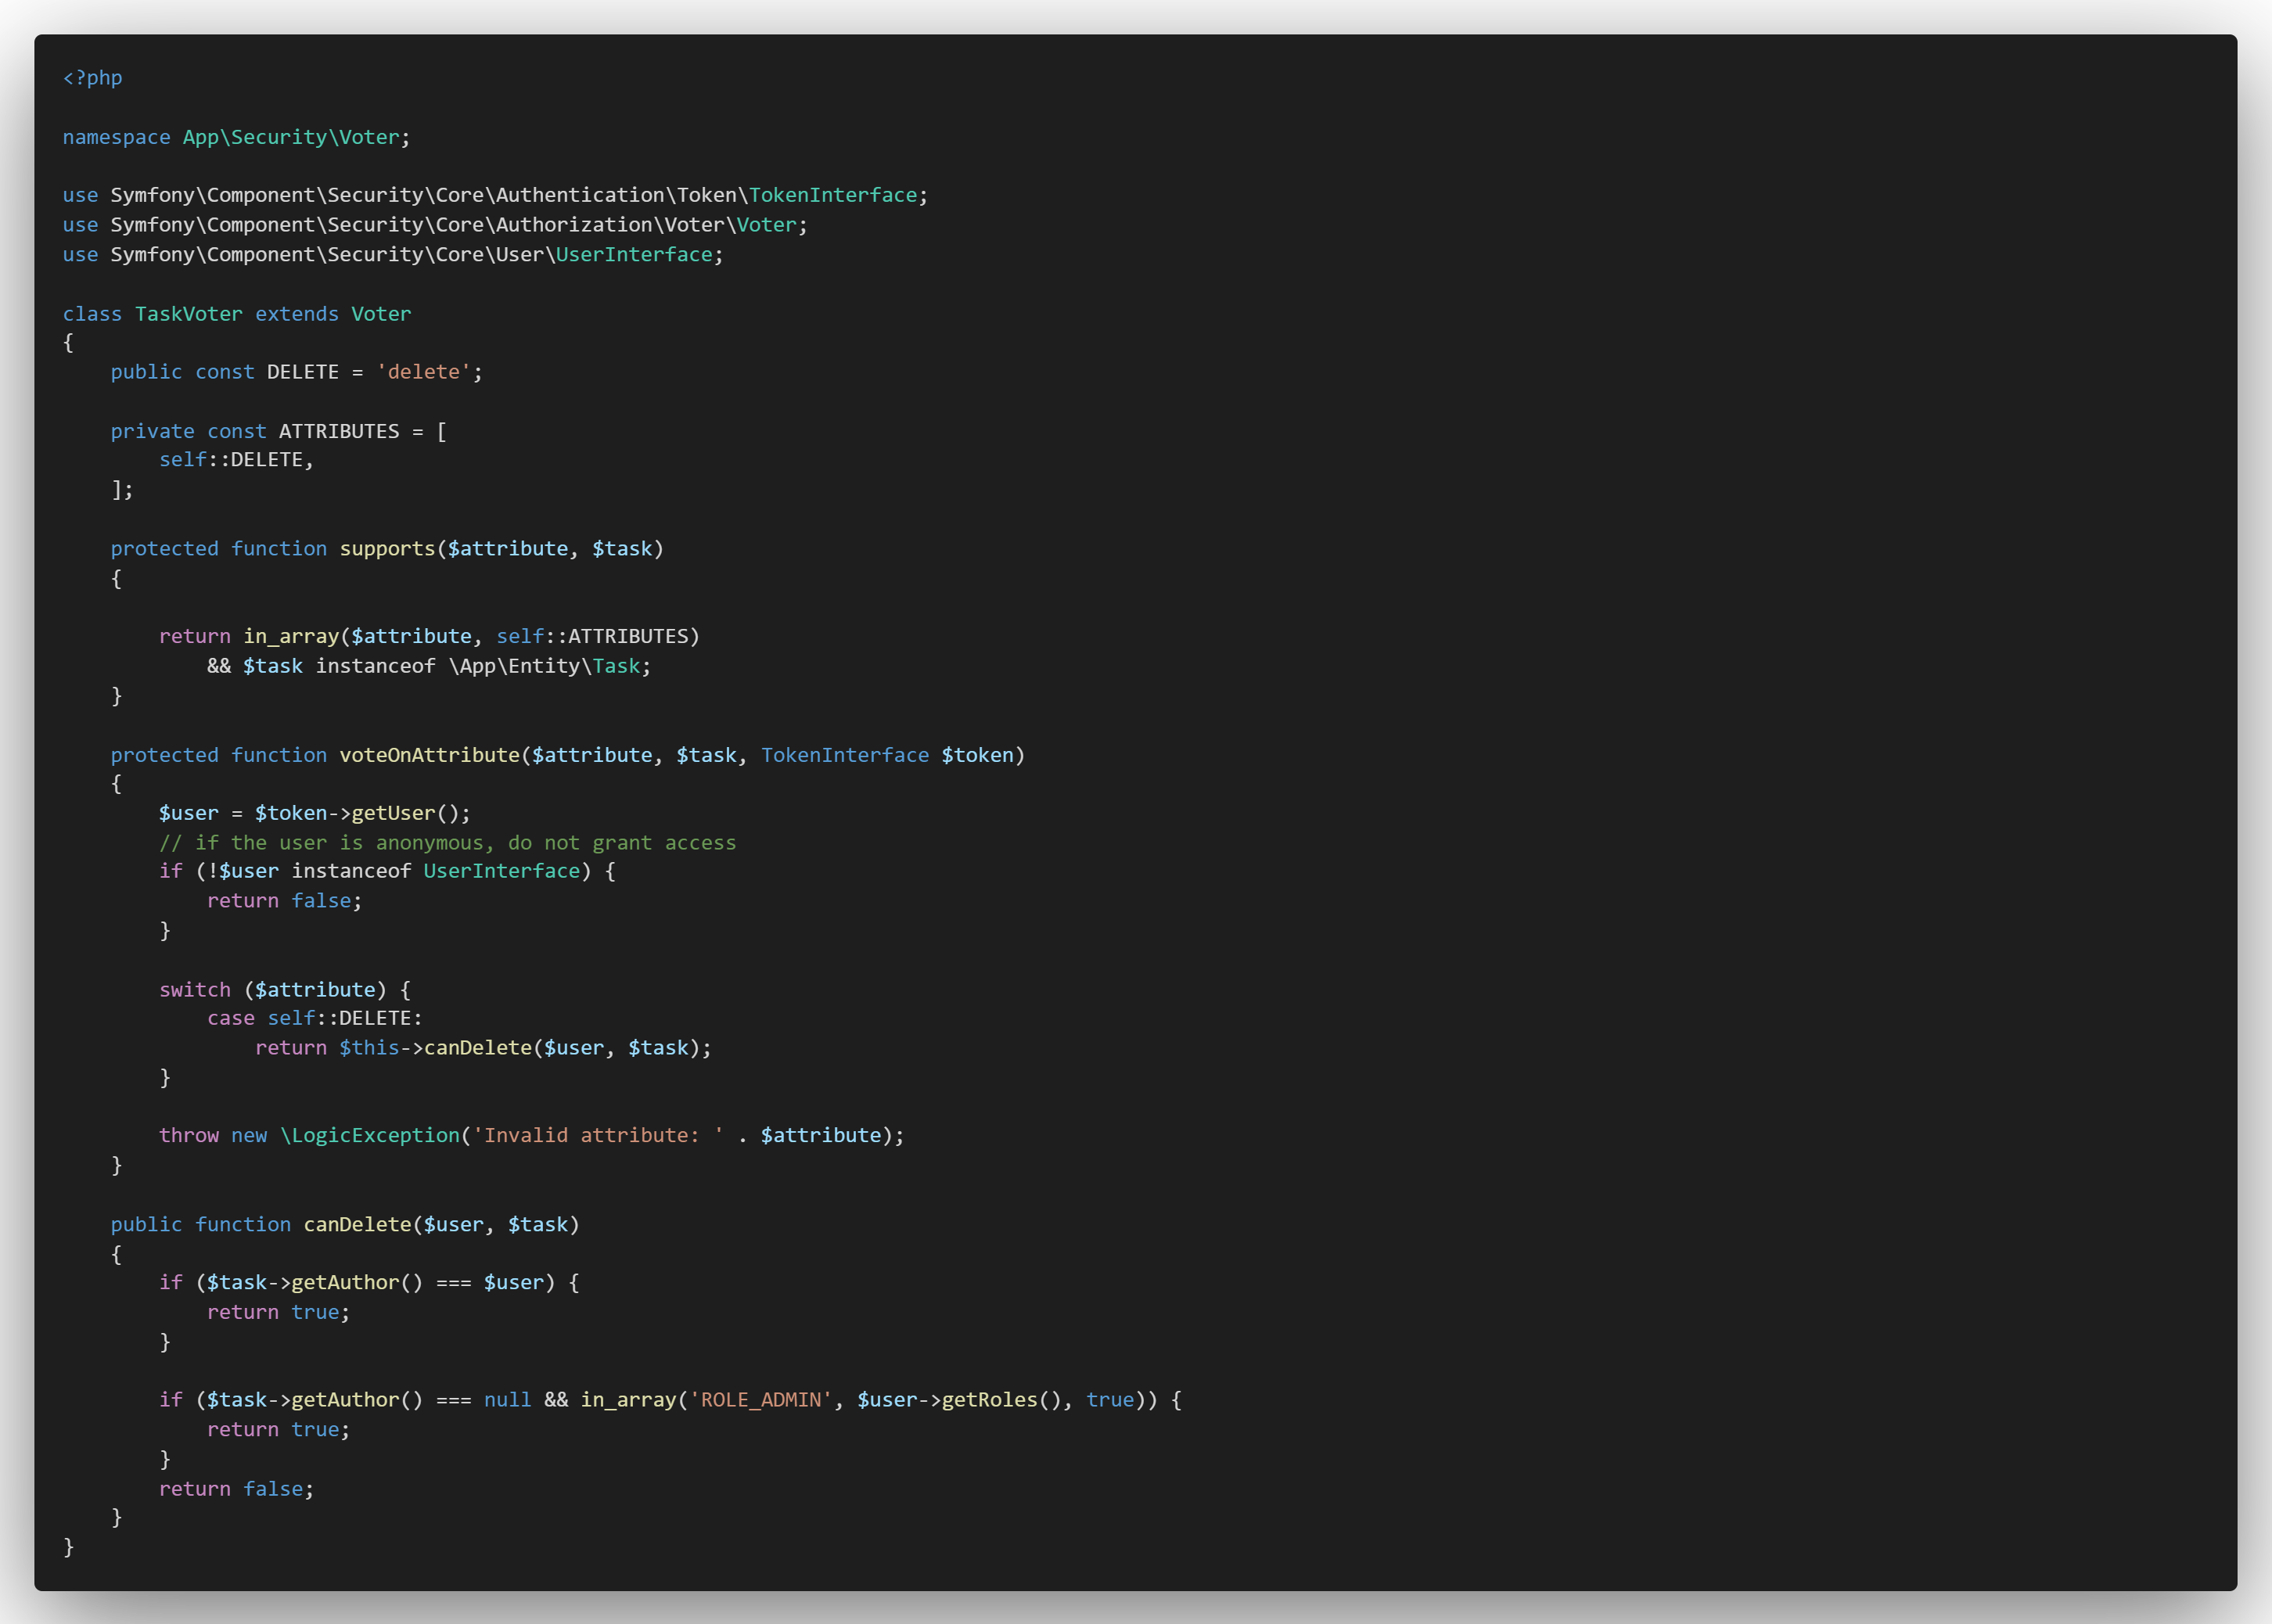 <?php

namespace App\Security\Voter;

use Symfony\Component\Security\Core\Authentication\Token\TokenInterface;
use Symfony\Component\Security\Core\Authorization\Voter\Voter;
use Symfony\Component\Security\Core\User\UserInterface;

class TaskVoter extends Voter
{
    public const DELETE = 'delete';

    private const ATTRIBUTES = [
        self::DELETE,
    ];

    protected function supports($attribute, $task)
    {

        return in_array($attribute, self::ATTRIBUTES)
            && $task instanceof \App\Entity\Task;
    }

    protected function voteOnAttribute($attribute, $task, TokenInterface $token)
    {
        $user = $token->getUser();
        // if the user is anonymous, do not grant access
        if (!$user instanceof UserInterface) {
            return false;
        }

        switch ($attribute) {
            case self::DELETE:
                return $this->canDelete($user, $task);
        }

        throw new \LogicException('Invalid attribute: ' . $attribute);
    }

    public function canDelete($user, $task)
    {
        if ($task->getAuthor() === $user) {
            return true;
        }

        if ($task->getAuthor() === null && in_array('ROLE_ADMIN', $user->getRoles(), true)) {
            return true;
        }
        return false;
    }
}